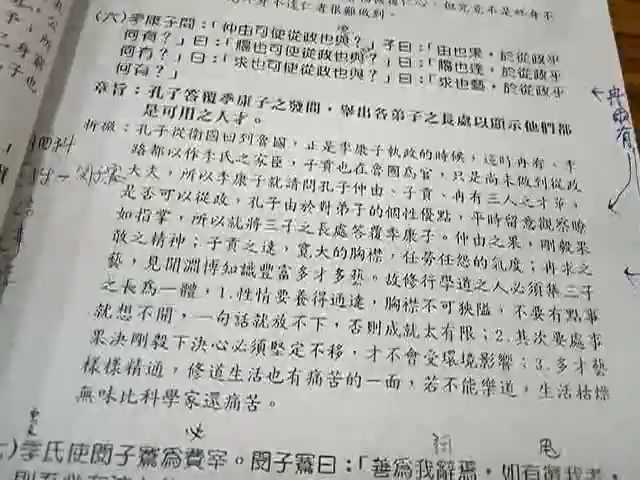 (六)季康子問：「仲由可使從政也與？」子曰：「由也果，於從政乎
何有？」曰：「賜也可使從政也與？」曰：「賜也達，於從政乎
何有？」曰：「求也可使從政也與？」曰：「求也藝，於從政乎
何有？」
章旨：孔子答覆季康子之發問，舉出各弟子之長處以顯示他們都
是可用之人才。
析微：孔子從衛國回到魯國，正是季康子執政的時候，這時冉有、季
路都以作季氏之家臣，子貢也在魯國為官，只是尚未做到從政
大夫，所以季康子就請問孔子仲由、子貢、冉有三人之才華，
是否可以從政，孔子由於對弟子的個性優點，平時留意觀察瞭
如指掌，所以就將三子之長處答覆季康子。仲由之果，剛毅果
敢之精神；子貢之達，寬大的胸襟，任勞任怨的氣度；冉求之
藝，見聞淵博知識豐富多才多藝。故修行學道之人必須集三子
之長為一體，1.性情要養得通達，胸襟不可狹隘，不要有點事
就想不開，一句話就放不下，否則成就太有限；2.其次要處事
果決剛毅下決心必須堅定不移，才不會受環境影響；3.多才藝
樣樣精通，修道生活也有痛苦的一面，若不能樂道，生活枯燥
無味比科學家還痛苦。
)季氏使閔子騫為費宰。閔子騫曰：「善為我辭焉，如有復我者，